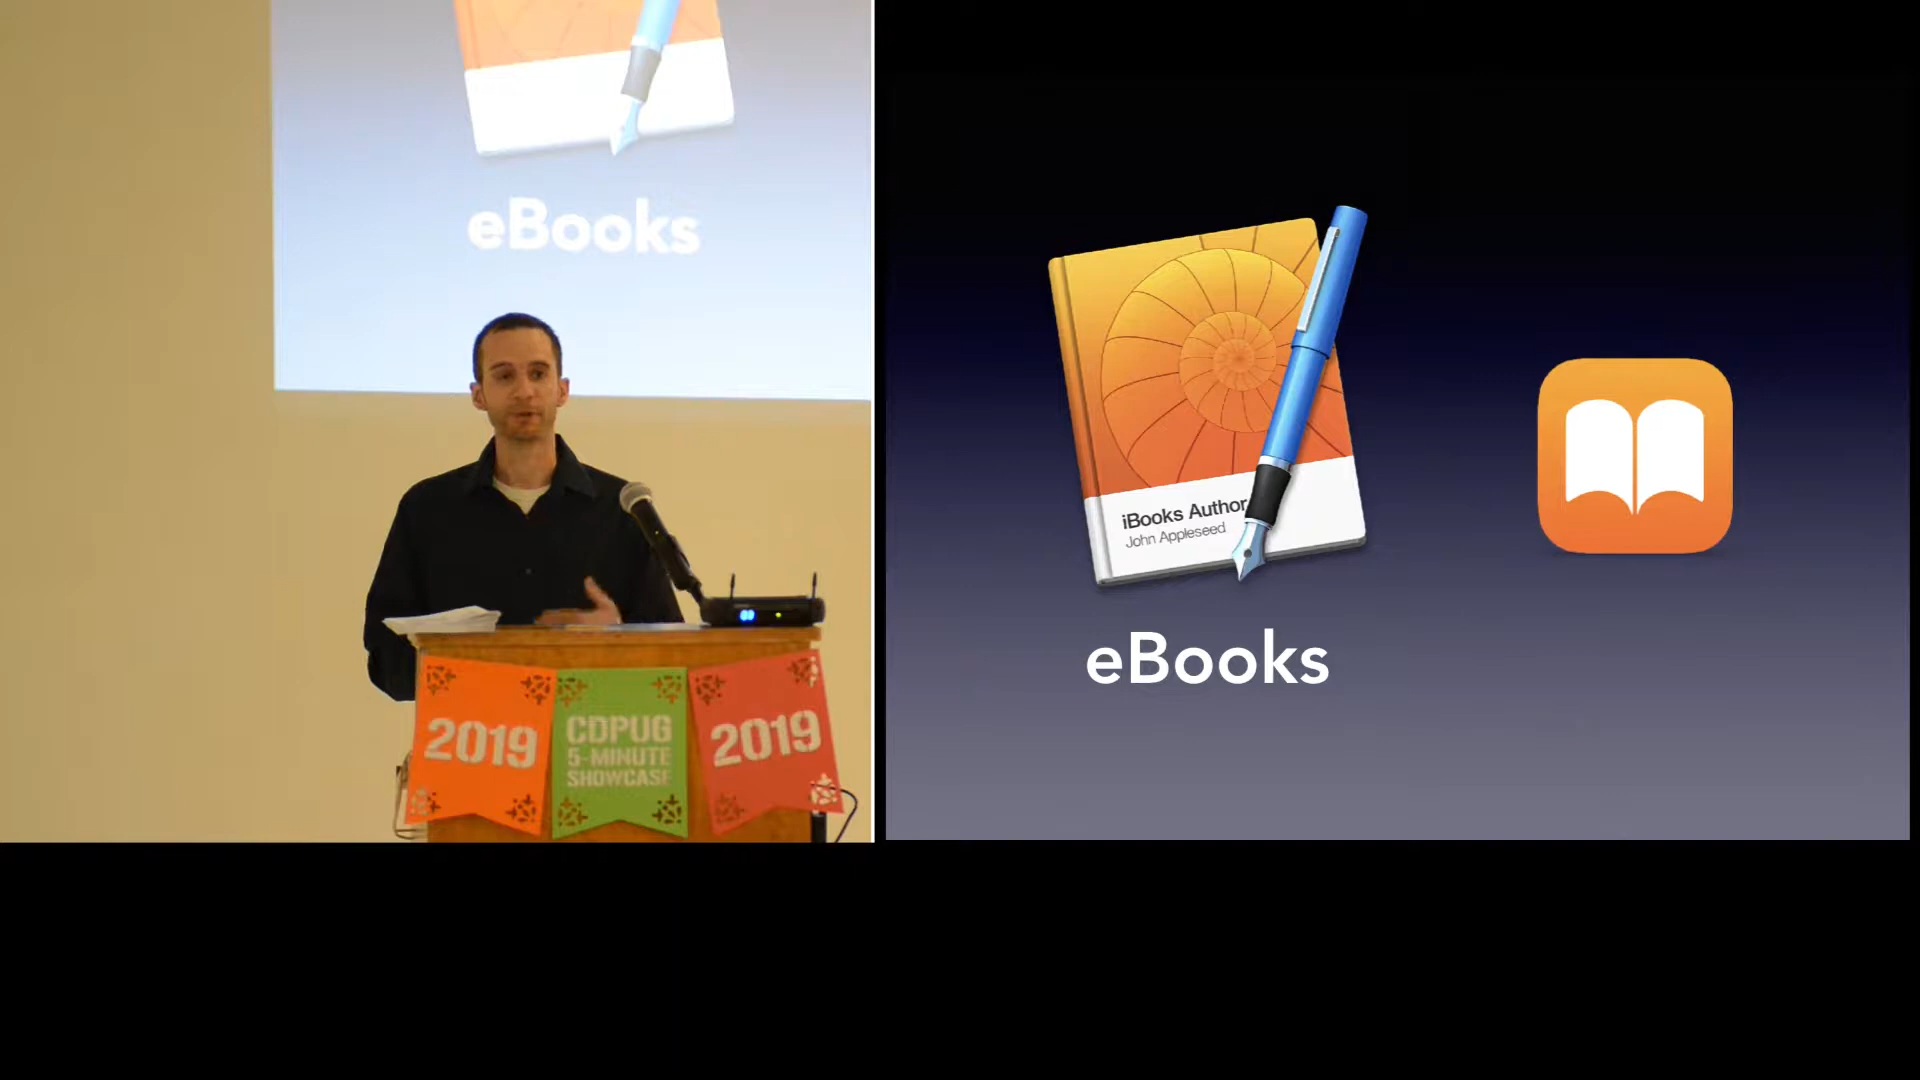 eBooks
2019
CDPUG
5-MINUTE
SHOWCASE
2019
iBooks Author
John Appleseed
eBooks